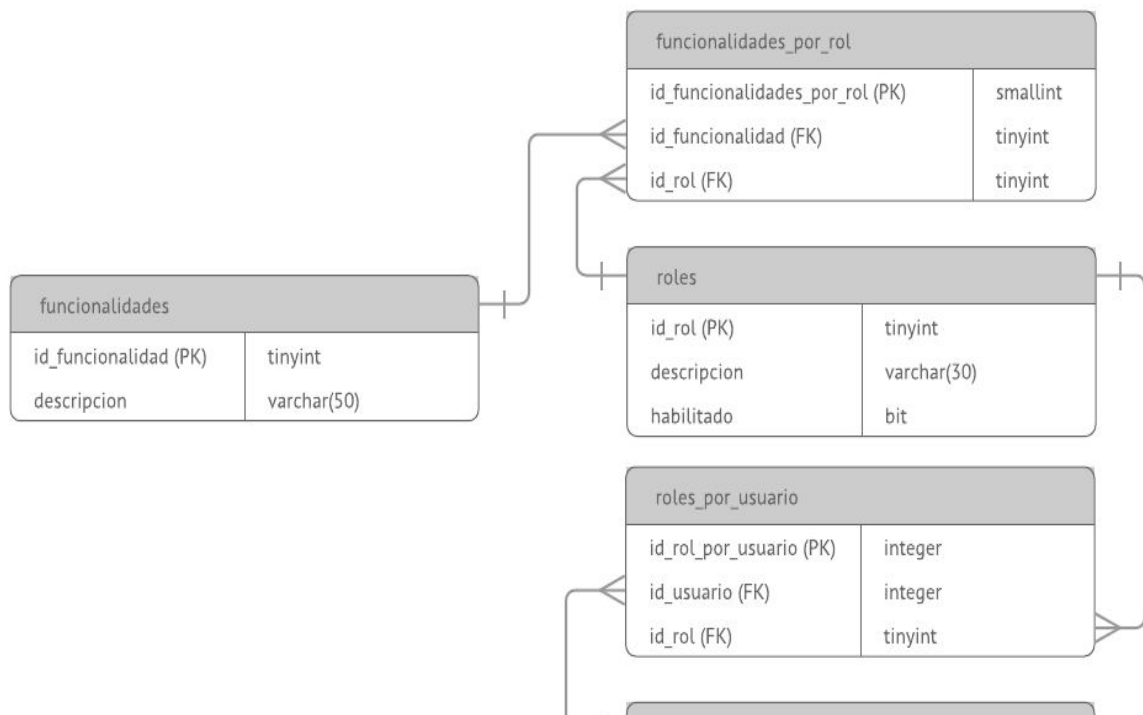 funcionalidades_por_rol
id_funcionalidades_por_rol (PK) smallint
id_funcionalidad (FK) tinyint
id_rol (FK) tinyint
roles
id_rol (PK) tinyint
descripcion varchar(30)
habilitado bit
funcionalidades
id_funcionalidad (PK) tinyint
descripcion varchar(50)
roles_por_usuario
id_rol_por_usuario (PK) integer
id_usuario (FK) integer
id_rol (FK) tinyint